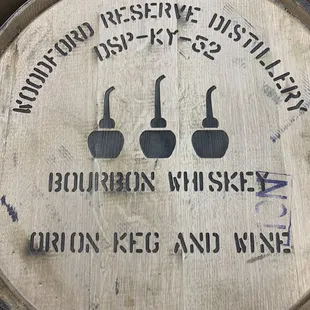 WOODFORD RESERVE DISTILLERY
DSP-KY-52
BOURBON WHISKEY
ORION KEG AND WINE